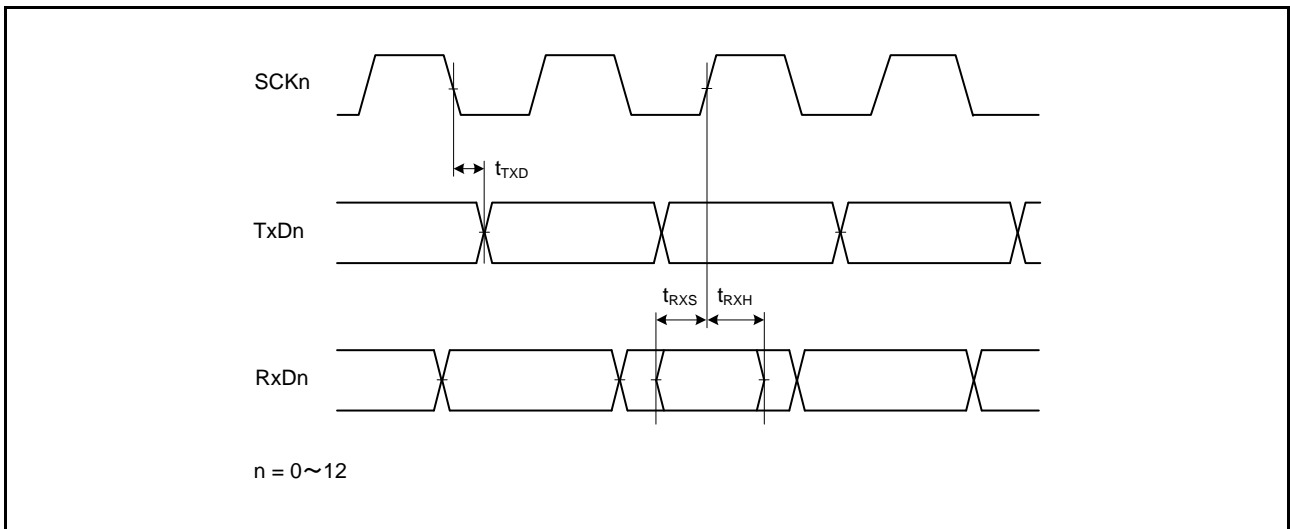 SCKn
tTXD
TxDn
tRXS tRXH
RxDn
n = 0～12